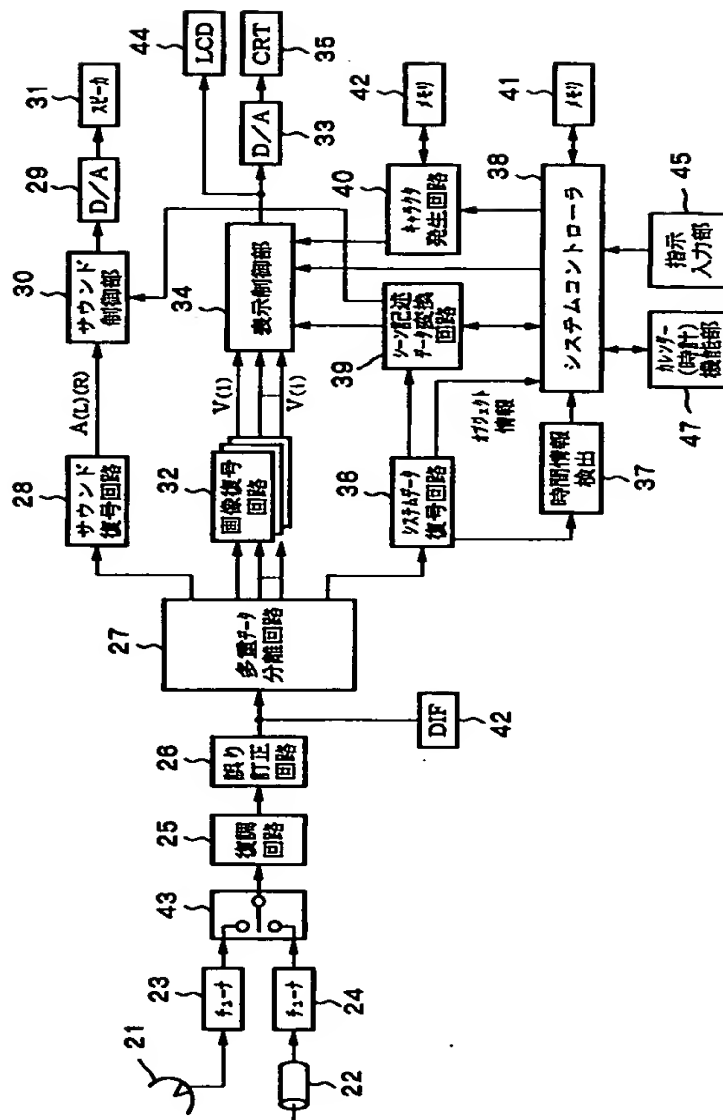 21
22
23
チューナ
24
チューナ
43
25
復調
回路
26
誤り
訂正
回路
DIF
42
27
多重データ
分離回路
28
サウンド
復号回路
A(L)(R)
30
サウンド
制御部
29
D/A
31
スピーカ
32
画像復号
回路
V(1)
V(i)
34
表示制御部
33
D/A
35
CRT
44
LCD
36
システムデータ
復号回路
オブジェクト
情報
37
時間情報
検出
39
シーン記述
データ変換
回路
40
キャラクタ
発生回路
42
メモリ
38
システムコントローラ
41
メモリ
45
指示
入力部
47
カレンダー
(時計)
機能部